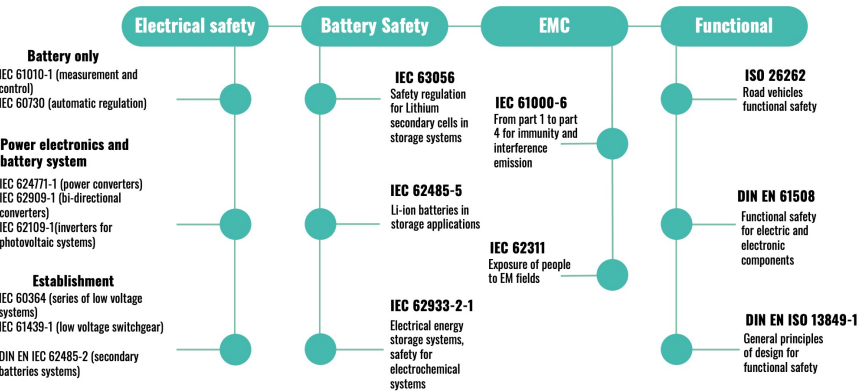 Electrical safety
Battery Safety
EMC
Functional
Battery only
IEC 61010-1 (measurement and
control)
IEC 60730 (automatic regulation)
Power electronics and
battery system
IEC 624771-1 (power converters)
IEC 62909-1 (bi-directional
converters)
IEC 62109-1(inverters for
photovoltaic systems)
Establishment
IEC 60364 (series of low voltage
systems)
IEC 61439-1 (low voltage switchgear)
DIN EN IEC 62485-2 (secondary
batteries systems)
IEC 63056
Safety regulation
for Lithium
secondary cells in
storage systems
IEC 62485-5
Li-ion batteries in
storage applications
IEC 62933-2-1
Electrical energy
storage systems,
safety for
electrochemical
systems
IEC 61000-6
From part 1 to part
4 for immunity and
interference
emission
IEC 62311
Exposure of people
to EM fields
ISO 26262
Road vehicles
functional safety
DIN EN 61508
Functional safety
for electric and
electronic
components
DIN EN ISO 13849-1
General principles
of design for
functional safety